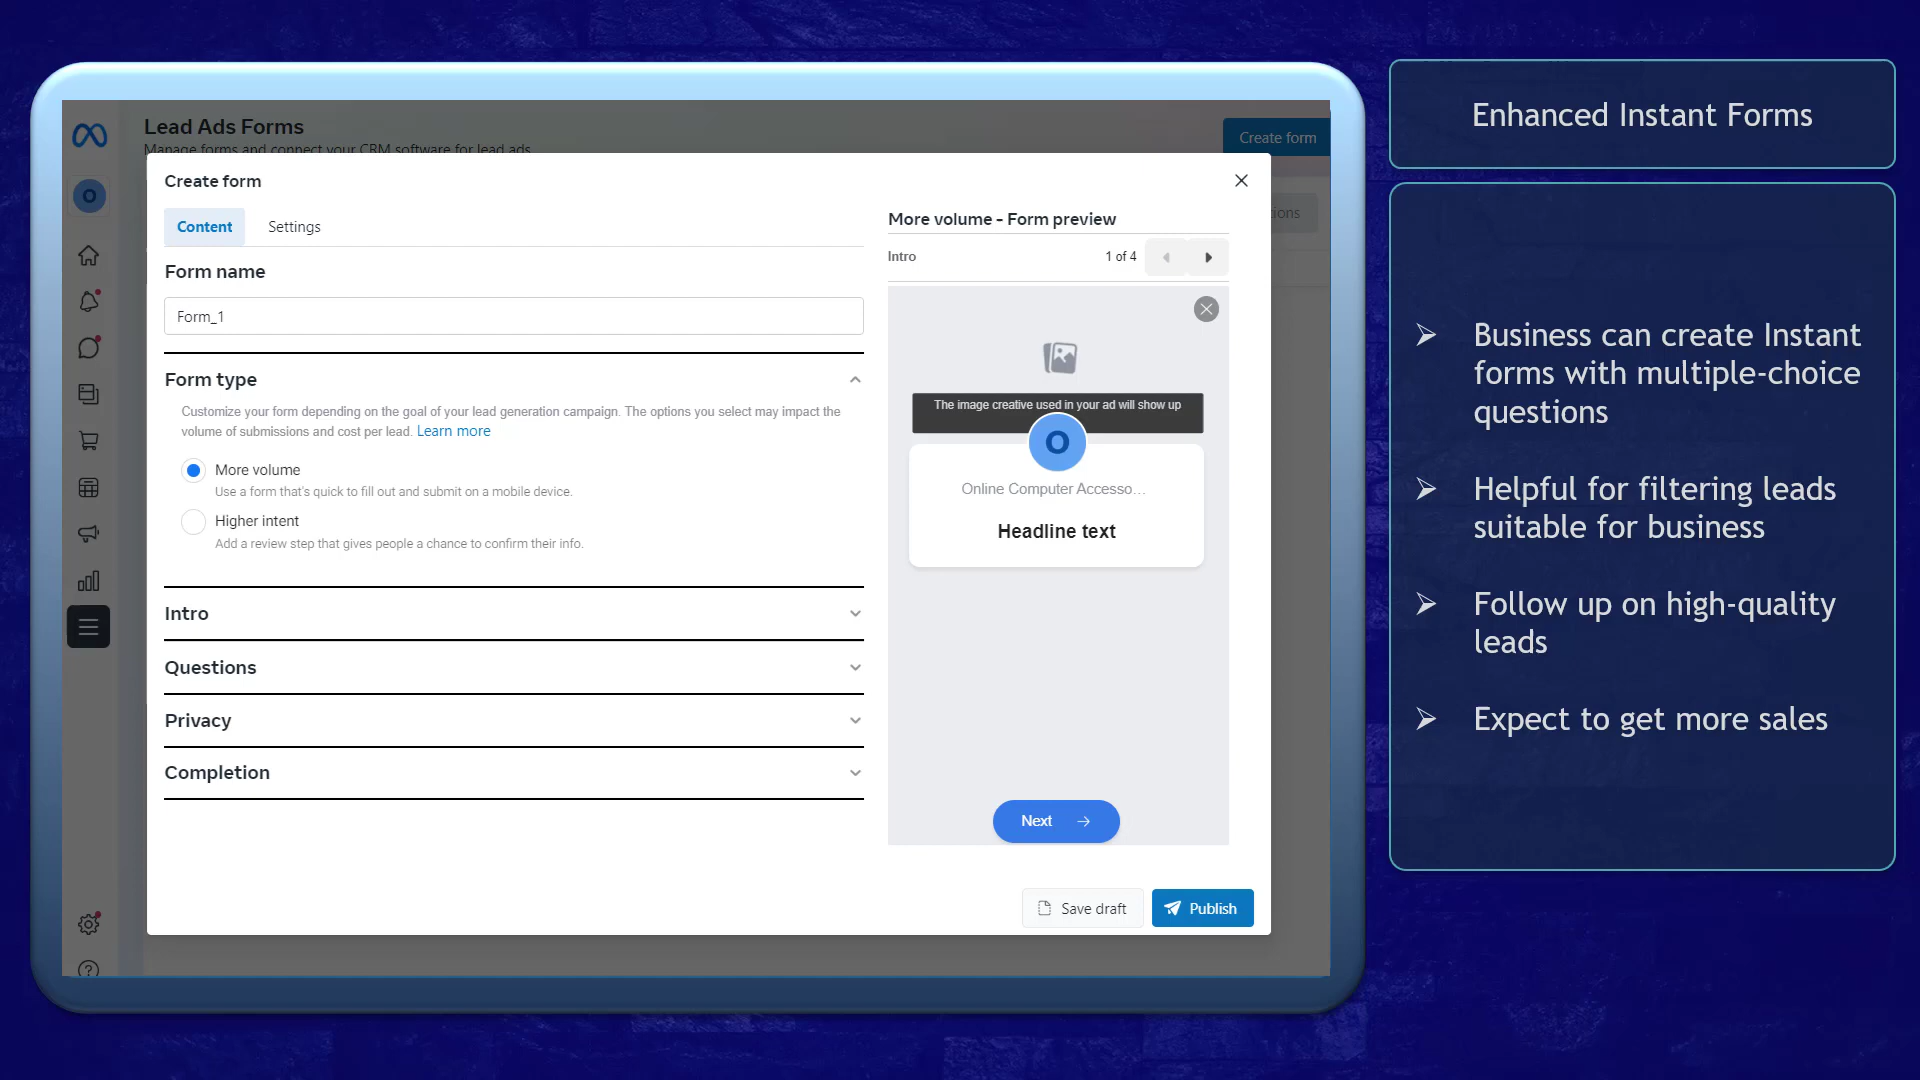 Lead Ads Forms
Manage forms and connect your CRM software for lead ads
Create form
O
Create form
Content
Settings
Form name
Form_1
Form type
Customize your form depending on the goal of your lead generation campaign. The options you select may impact the
volume of submissions and cost per lead. Learn more
More volume
Use a form that's quick to fill out and submit on a mobile device.
Higher intent
Add a review step that gives people a chance to confirm their info.
Intro
Questions
Privacy
Completion
More volume - Form preview
Intro
1 of 4
The image creative used in your ad will show up
O
Online Computer Accesso...
Headline text
Next
Save draft
Publish
Enhanced Instant Forms
Business can create Instant
forms with multiple-choice
questions
Helpful for filtering leads
suitable for business
Follow up on high-quality
leads
Expect to get more sales